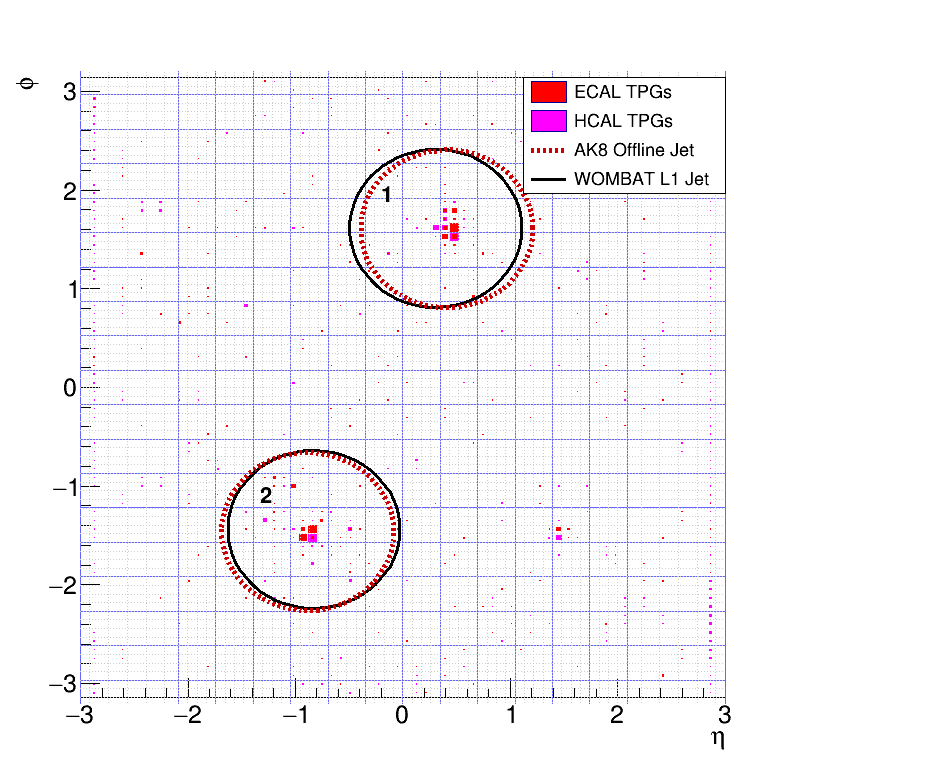 φ
3
2
1
0
−1
−2
−3
ECAL TPGs
HCAL TPGs
AK8 Offline Jet
WOMBAT L1 Jet
1
2
−3 −2 −1 0 1 2 3
η